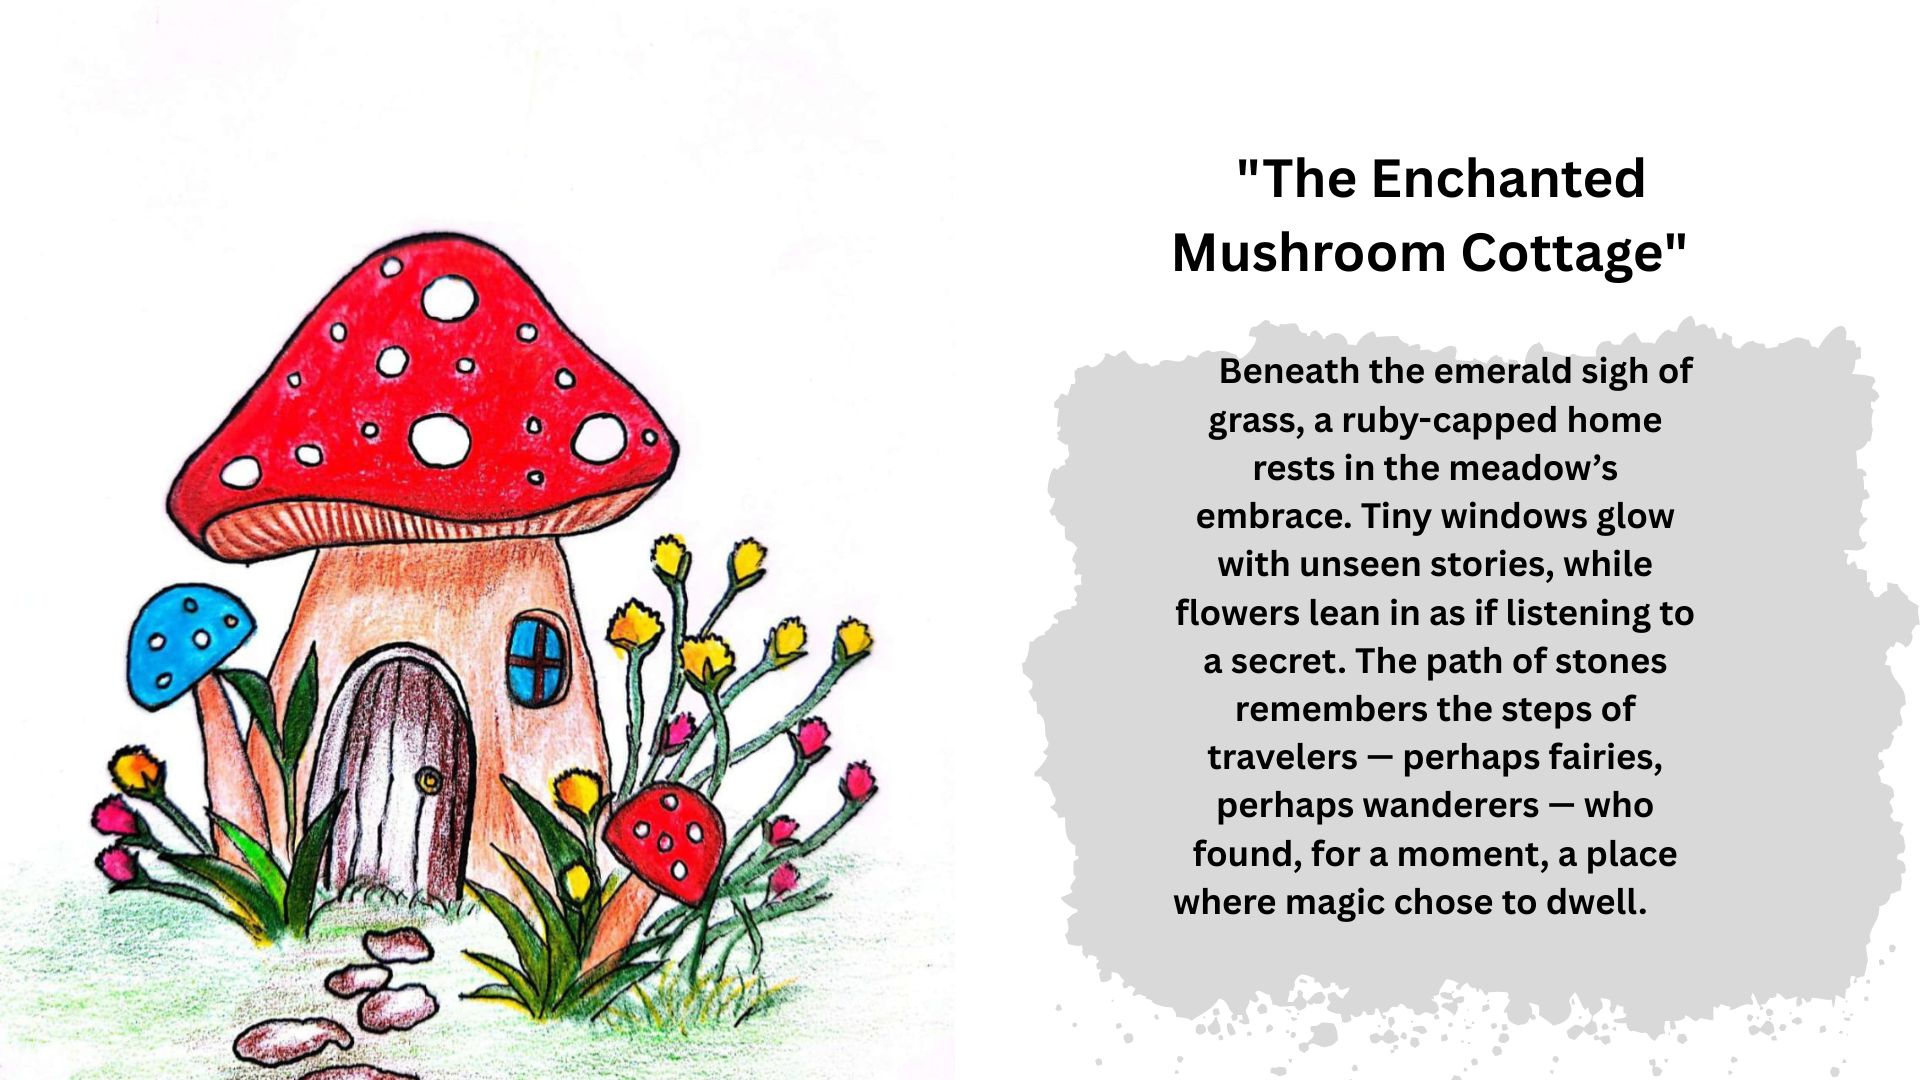 "The Enchanted
Mushroom Cottage"
Beneath the emerald sigh of
grass, a ruby-capped home
rests in the meadow’s
embrace. Tiny windows glow
with unseen stories, while
flowers lean in as if listening to
a secret. The path of stones
remembers the steps of
travelers — perhaps fairies,
perhaps wanderers — who
found, for a moment, a place
where magic chose to dwell.